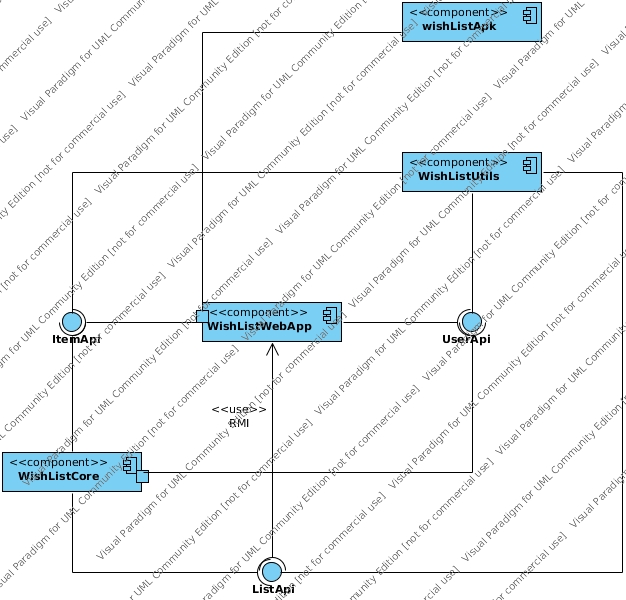 <<component>>
wishListApk
<<component>>
WishListUtils
<<component>>
WishListWebApp
ItemApi
UserApi
<<use>>
RMI
<<component>>
WishListCore
ListApi
Visual Paradigm for UML Community Edition [not for commercial use]